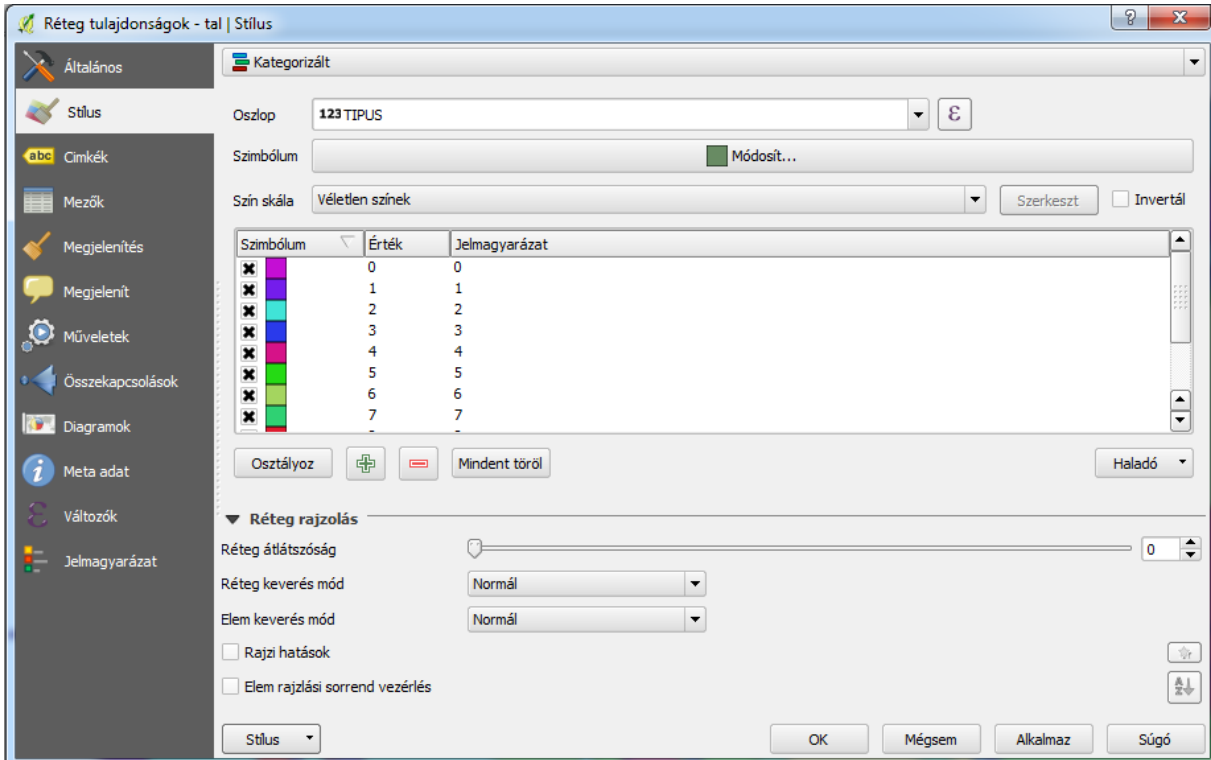 Réteg tulajdonságok - tal | Stílus
Általános
Stílus
abc Cimkék
Mezők
Megjelenítés
Megjelenít
Műveletek
Összekapcsolások
Diagramok
Meta adat
Változók
Jelmagyarázat
Kategorizált
Oszlop 123 TIPUS ε
Szimbólum Módosít...
Szín skála Véletlen színek Szerkeszt Invertál
Szimbólum Érték Jelmagyarázat
0 0
1 1
2 2
3 3
4 4
5 5
6 6
7 7
Osztályoz Mindent töröl Haladó
Réteg rajzolás
Réteg átlátszóság 0
Réteg keverés mód Normál
Elem keverés mód Normál
Rajzi hatások
Elem rajzlási sorrend vezérlés
Stílus OK Mégsem Alkalmaz Súgó